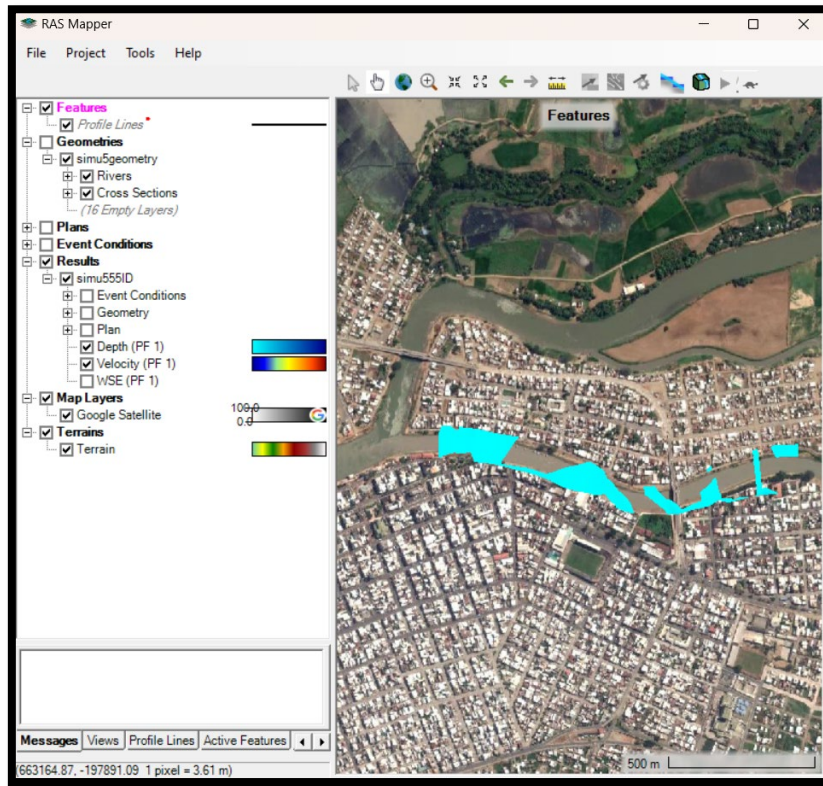 RAS Mapper
File Project Tools Help
Features
Profile Lines
Geometries
simu5geometry
Rivers
Cross Sections
(16 Empty Layers)
Plans
Event Conditions
Results
simu555ID
Event Conditions
Geometry
Plan
Depth (PF 1)
Velocity (PF 1)
WSE (PF 1)
Map Layers
Google Satellite
100.0
0.0
G
Terrains
Terrain
Features
Messages Views Profile Lines Active Features
(663164.87, -197891.09 1 pixel = 3.61 m)
500 m